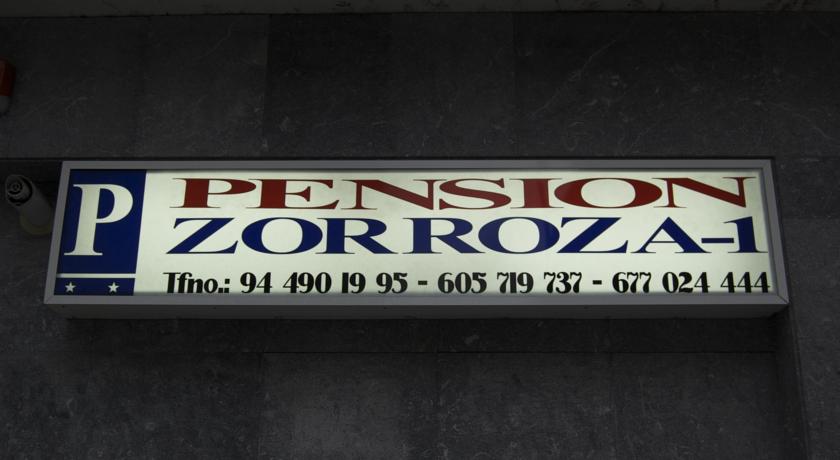 P
PENSION
ZORROZA-1
Tfno.: 94 490 19 95 - 605 719 737 - 677 024 444